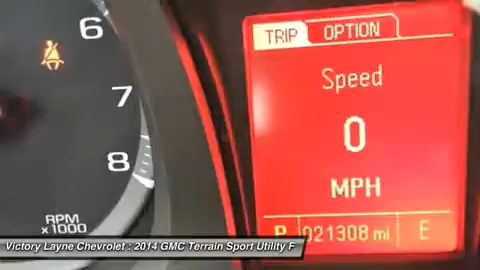 6
7
8
RPM
x1000
TRIP OPTION
Speed
0
MPH
P 021308 mi E
Victory Layne Chevrolet : 2014 GMC Terrain Sport Utility F